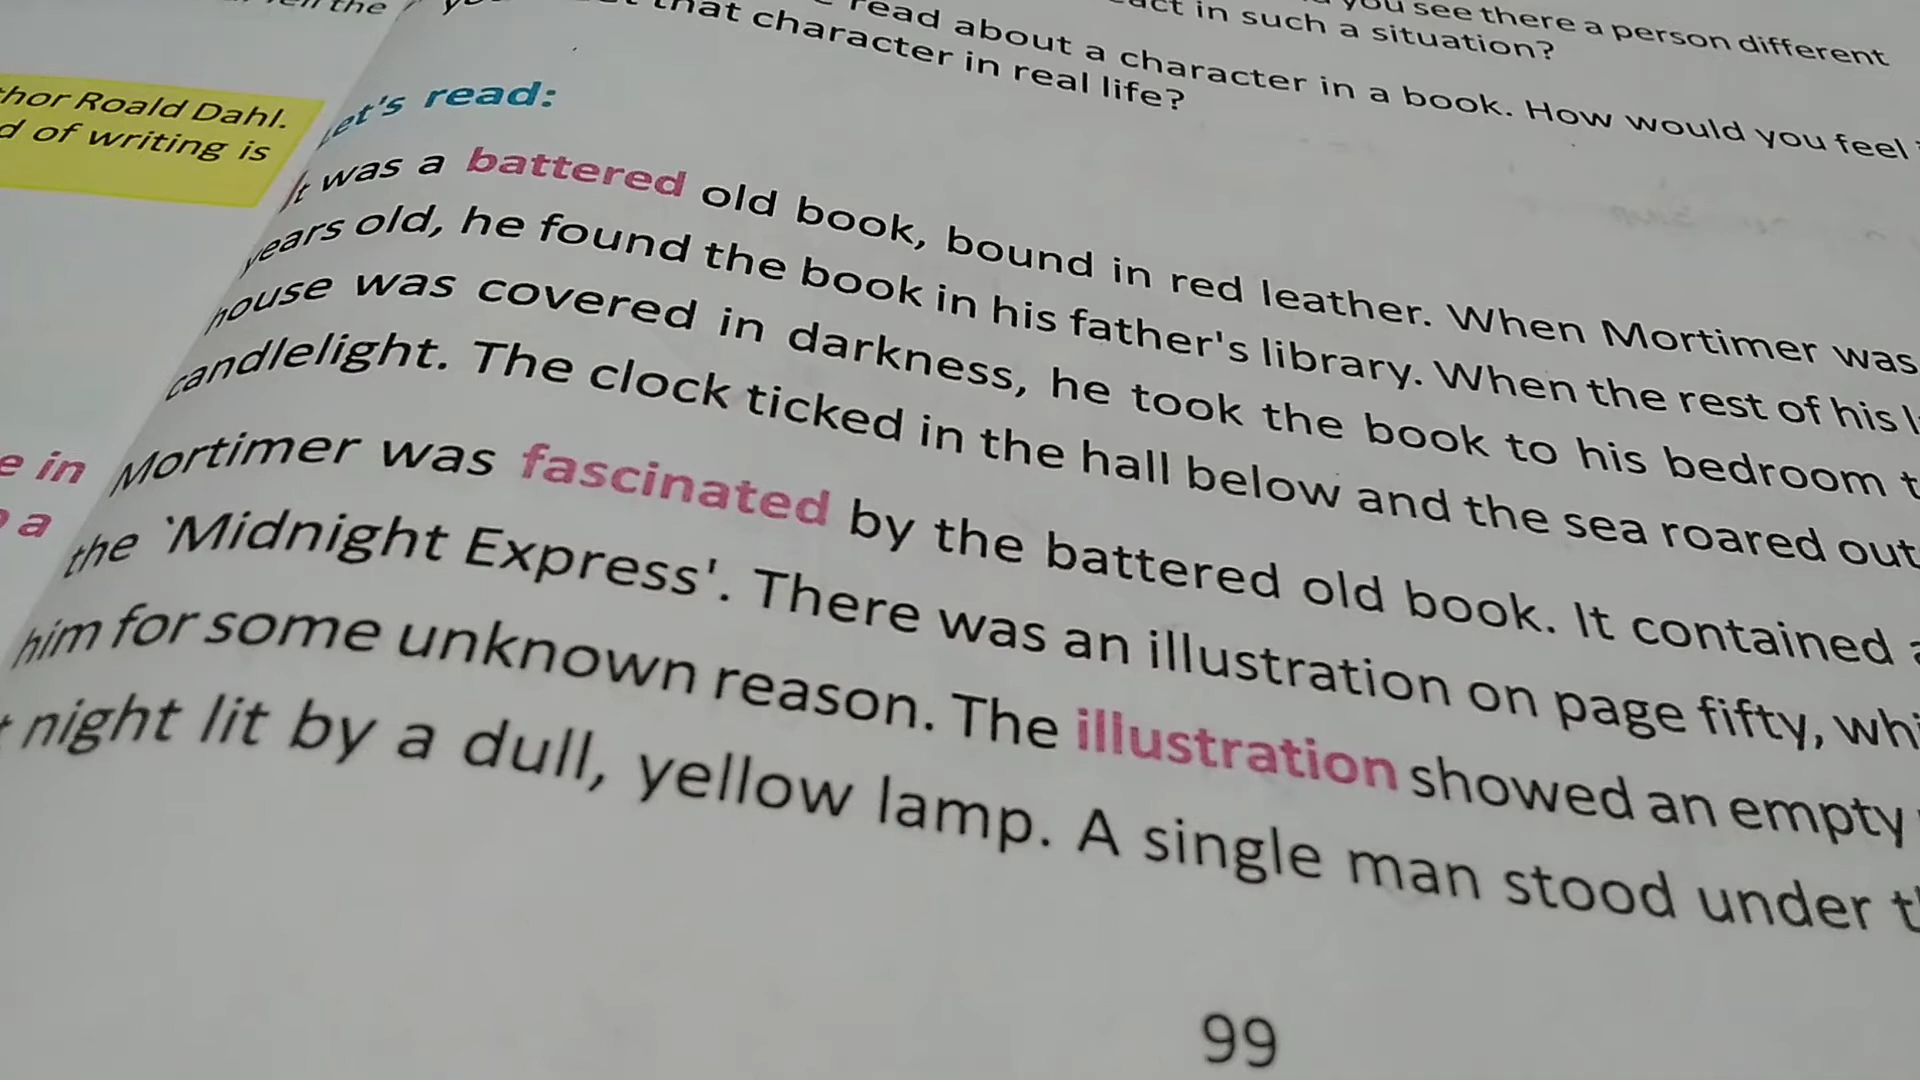 the
thor Roald Dahl.
d of writing is
e in
a
you see there a person different
act in such a situation?
read about a character in a book. How would you feel
that character in real life?
Let's read:
It was a battered old book, bound in red leather. When Mortimer was
years old, he found the book in his father's library. When the rest of his
house was covered in darkness, he took the book to his bedroom t
candlelight. The clock ticked in the hall below and the sea roared out
Mortimer was fascinated by the battered old book. It contained a
the `Midnight Express'. There was an illustration on page fifty, whi
him for some unknown reason. The illustration showed an empty
night lit by a dull, yellow lamp. A single man stood under th
99